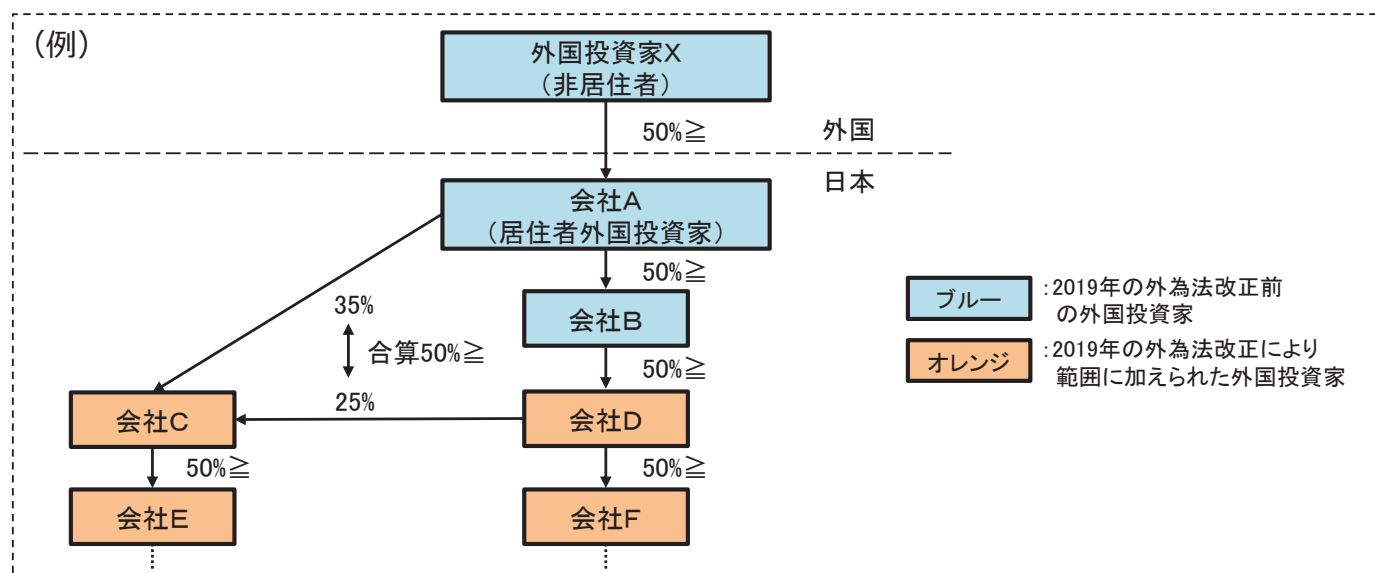 (例)
外国投資家X
(非居住者)
50%≧
外国
日本
会社A
(居住者外国投資家)
50%≧
35%
会社B
合算50%≧
50%≧
25%
会社C
会社D
50%≧
50%≧
会社E
会社F
ブルー
:2019年の外為法改正前
の外国投資家
オレンジ
:2019年の外為法改正により
範囲に加えられた外国投資家